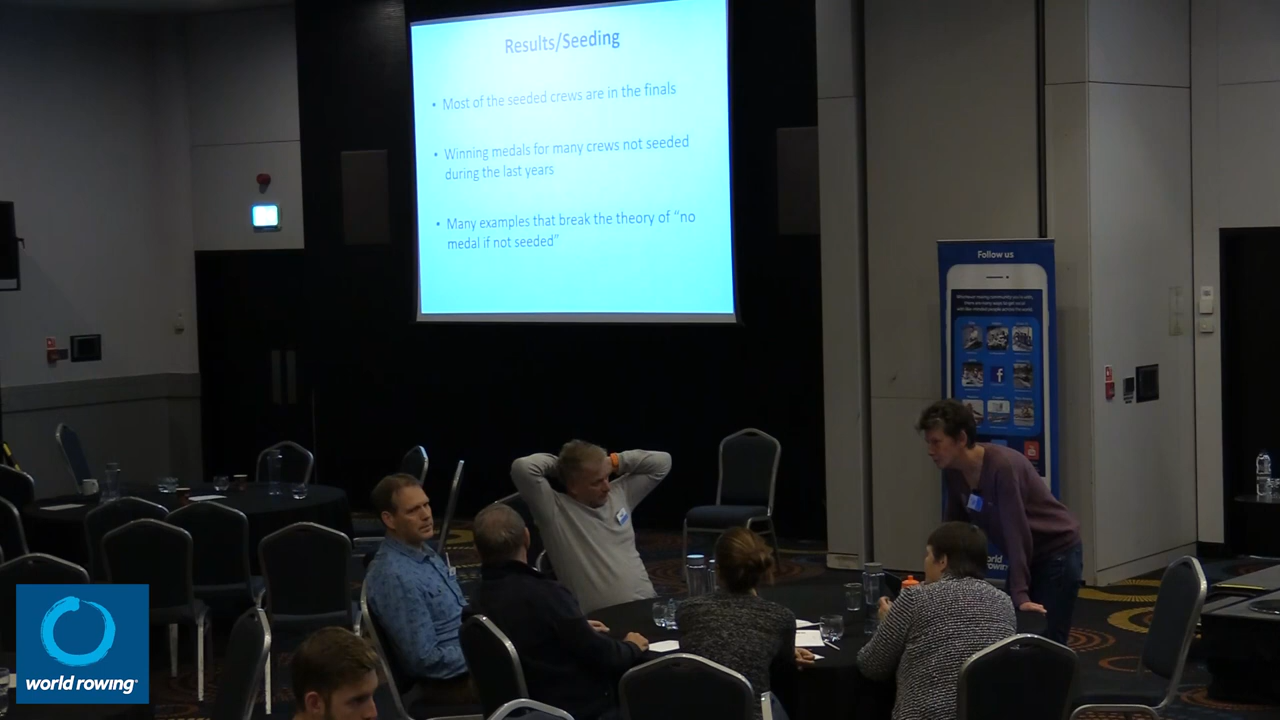 Results/Seeding
• Most of the seeded crews are in the finals
• Winning medals for many crews not seeded
during the last years
• Many examples that break the theory of “no
medal if not seeded”
Follow us
world
rowing
world rowing